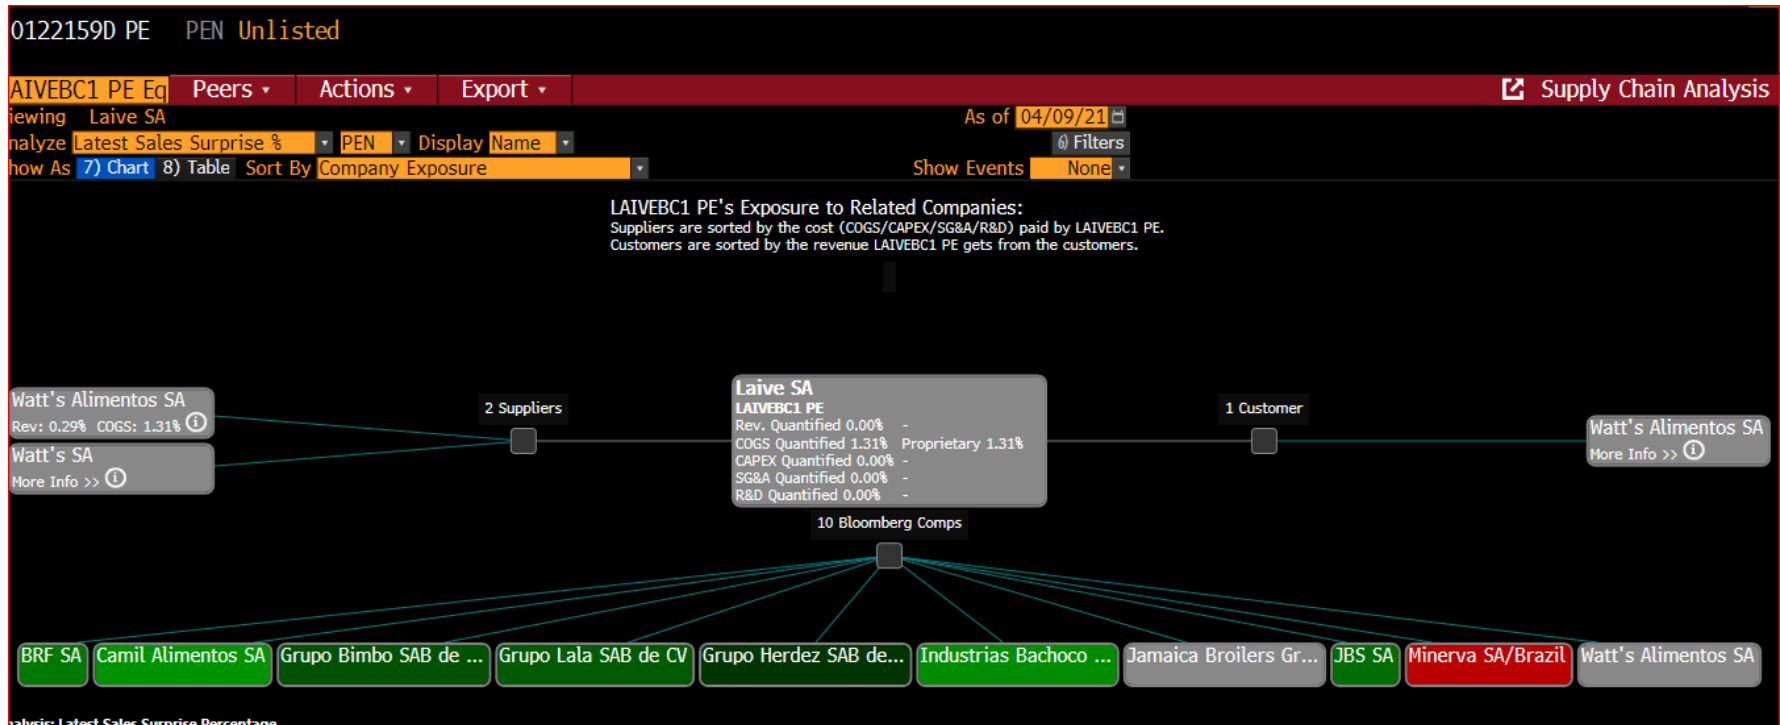 0122159D PE PEN Unlisted
AIVEBC1 PE Eq Peers Actions Export Supply Chain Analysis
iewing Laive SA As of 04/09/21
nalyze Latest Sales Surprise % PEN Display Name 6) Filters
how As 7) Chart 8) Table Sort By Company Exposure Show Events None
LAIVEBC1 PE's Exposure to Related Companies:
Suppliers are sorted by the cost (COGS/CAPEX/SG&A/R&D) paid by LAIVEBC1 PE.
Customers are sorted by the revenue LAIVEBC1 PE gets from the customers.
Watt's Alimentos SA
Rev: 0.29% COGS: 1.31%
Watt's SA
More Info >>
2 Suppliers
Laive SA
LAIVEBC1 PE
Rev. Quantified 0.00% -
COGS Quantified 1.31% Proprietary 1.31%
CAPEX Quantified 0.00% -
SG&A Quantified 0.00% -
R&D Quantified 0.00% -
1 Customer
Watt's Alimentos SA
More Info >>
10 Bloomberg Comps
BRF SA
Camil Alimentos SA
Grupo Bimbo SAB de ...
Grupo Lala SAB de CV
Grupo Herdez SAB de...
Industrias Bachoco ...
Jamaica Broilers Gr...
JBS SA
Minerva SA/Brazil
Watt's Alimentos SA
nalysis: Latest Sales Surprise Percentage